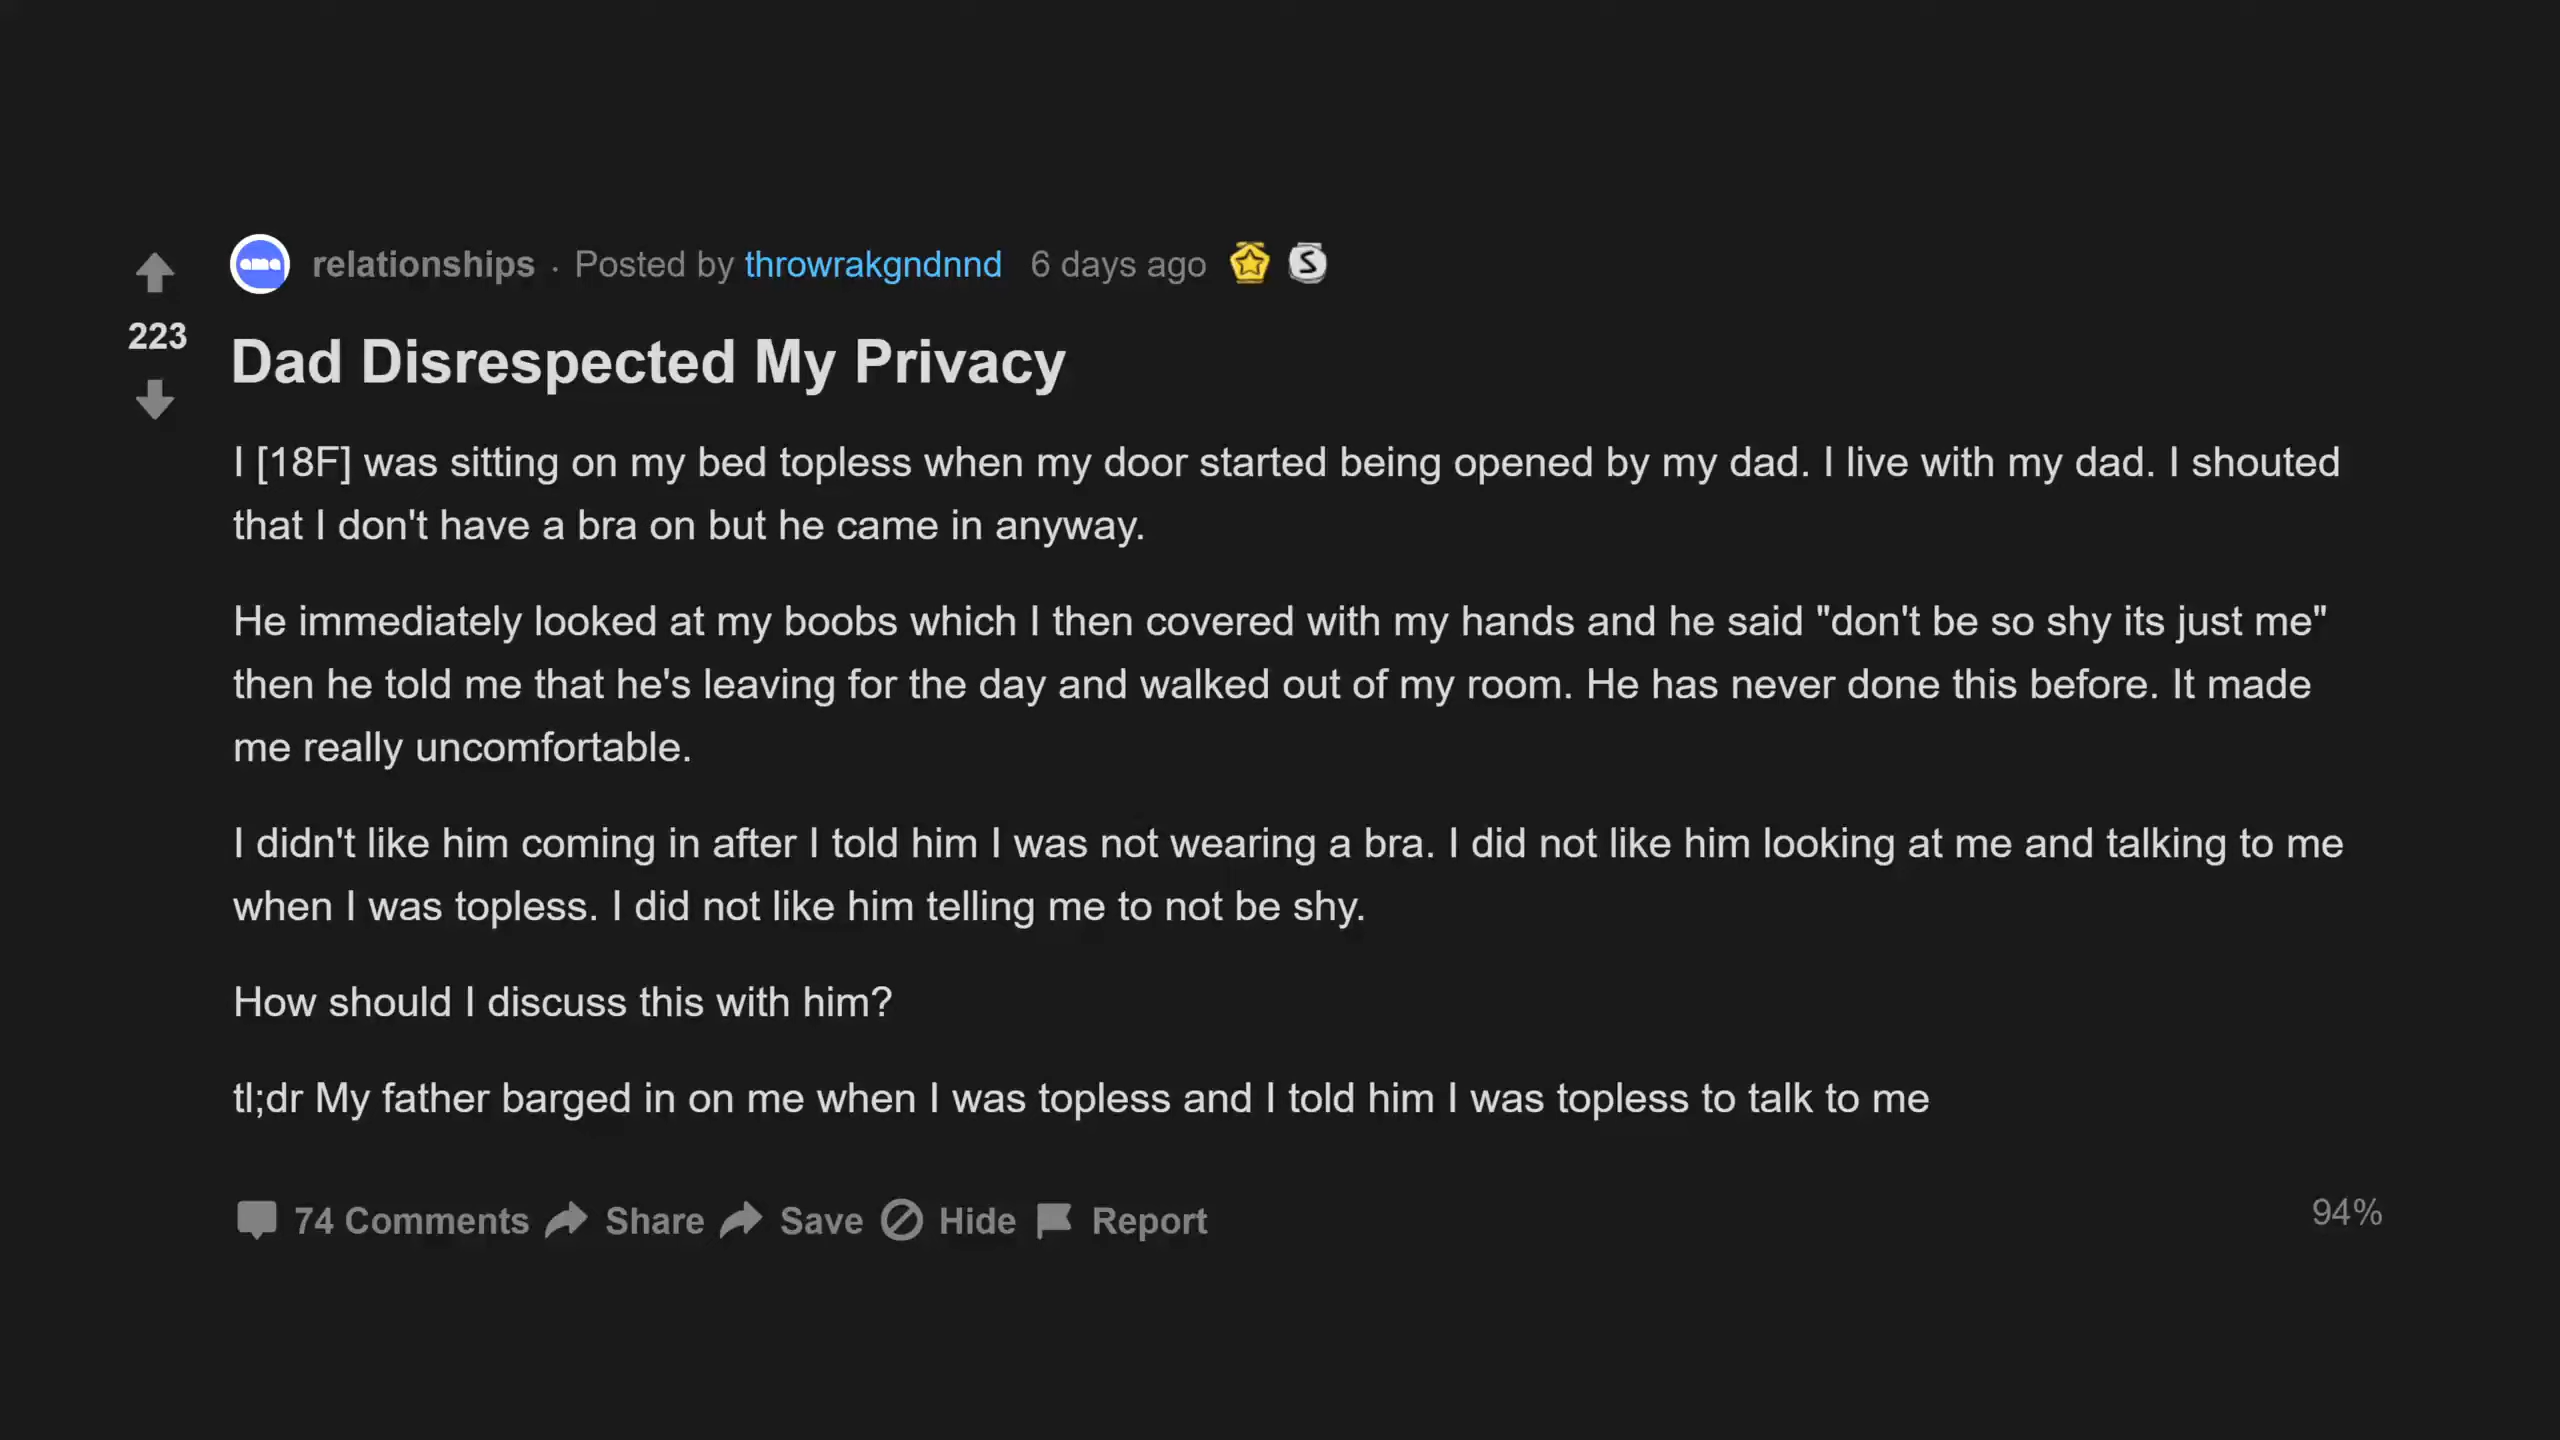 ama relationships · Posted by throwrakgndnnd 6 days ago S
223
Dad Disrespected My Privacy
I [18F] was sitting on my bed topless when my door started being opened by my dad. I live with my dad. I shouted
that I don't have a bra on but he came in anyway.
He immediately looked at my boobs which I then covered with my hands and he said "don't be so shy its just me"
then he told me that he's leaving for the day and walked out of my room. He has never done this before. It made
me really uncomfortable.
I didn't like him coming in after I told him I was not wearing a bra. I did not like him looking at me and talking to me
when I was topless. I did not like him telling me to not be shy.
How should I discuss this with him?
tl;dr My father barged in on me when I was topless and I told him I was topless to talk to me
74 Comments Share Save Hide Report 94%